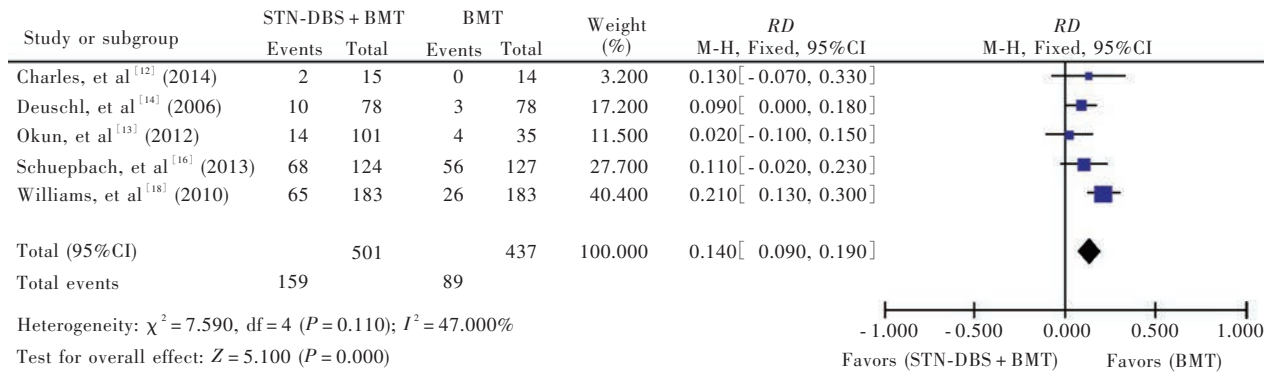 Study or subgroup STN-DBS + BMT BMT Weight (%) RD M-H, Fixed, 95%CI RD M-H, Fixed, 95%CI
Events Total Events Total
Charles, et al [12] (2014) 2 15 0 14 3.200 0.130[ -0.070, 0.330]
Deuschl, et al [14] (2006) 10 78 3 78 17.200 0.090[ 0.000, 0.180]
Okun, et al [13] (2012) 14 101 4 35 11.500 0.020[ -0.100, 0.150]
Schuepbach, et al [16] (2013) 68 124 56 127 27.700 0.110[ -0.020, 0.230]
Williams, et al [18] (2010) 65 183 26 183 40.400 0.210[ 0.130, 0.300]
Total (95%CI) 501 437 100.000 0.140[ 0.090, 0.190]
Total events 159 89
Heterogeneity: χ² = 7.590, df = 4 (P = 0.110); I² = 47.000%
Test for overall effect: Z = 5.100 (P = 0.000)
-1.000 -0.500 0.000 0.500 1.000
Favors (STN-DBS + BMT) Favors (BMT)